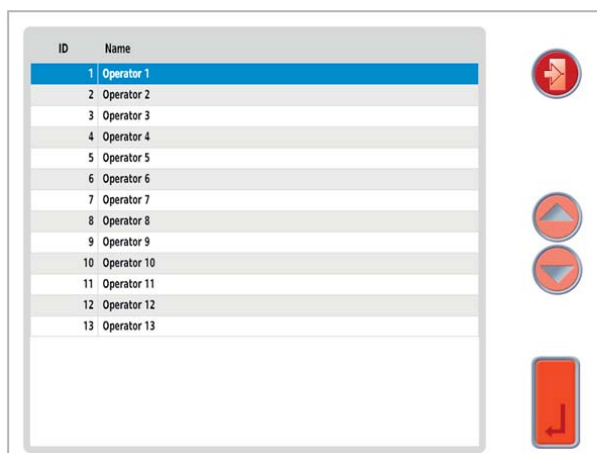 ID Name
1 Operator 1
2 Operator 2
3 Operator 3
4 Operator 4
5 Operator 5
6 Operator 6
7 Operator 7
8 Operator 8
9 Operator 9
10 Operator 10
11 Operator 11
12 Operator 12
13 Operator 13